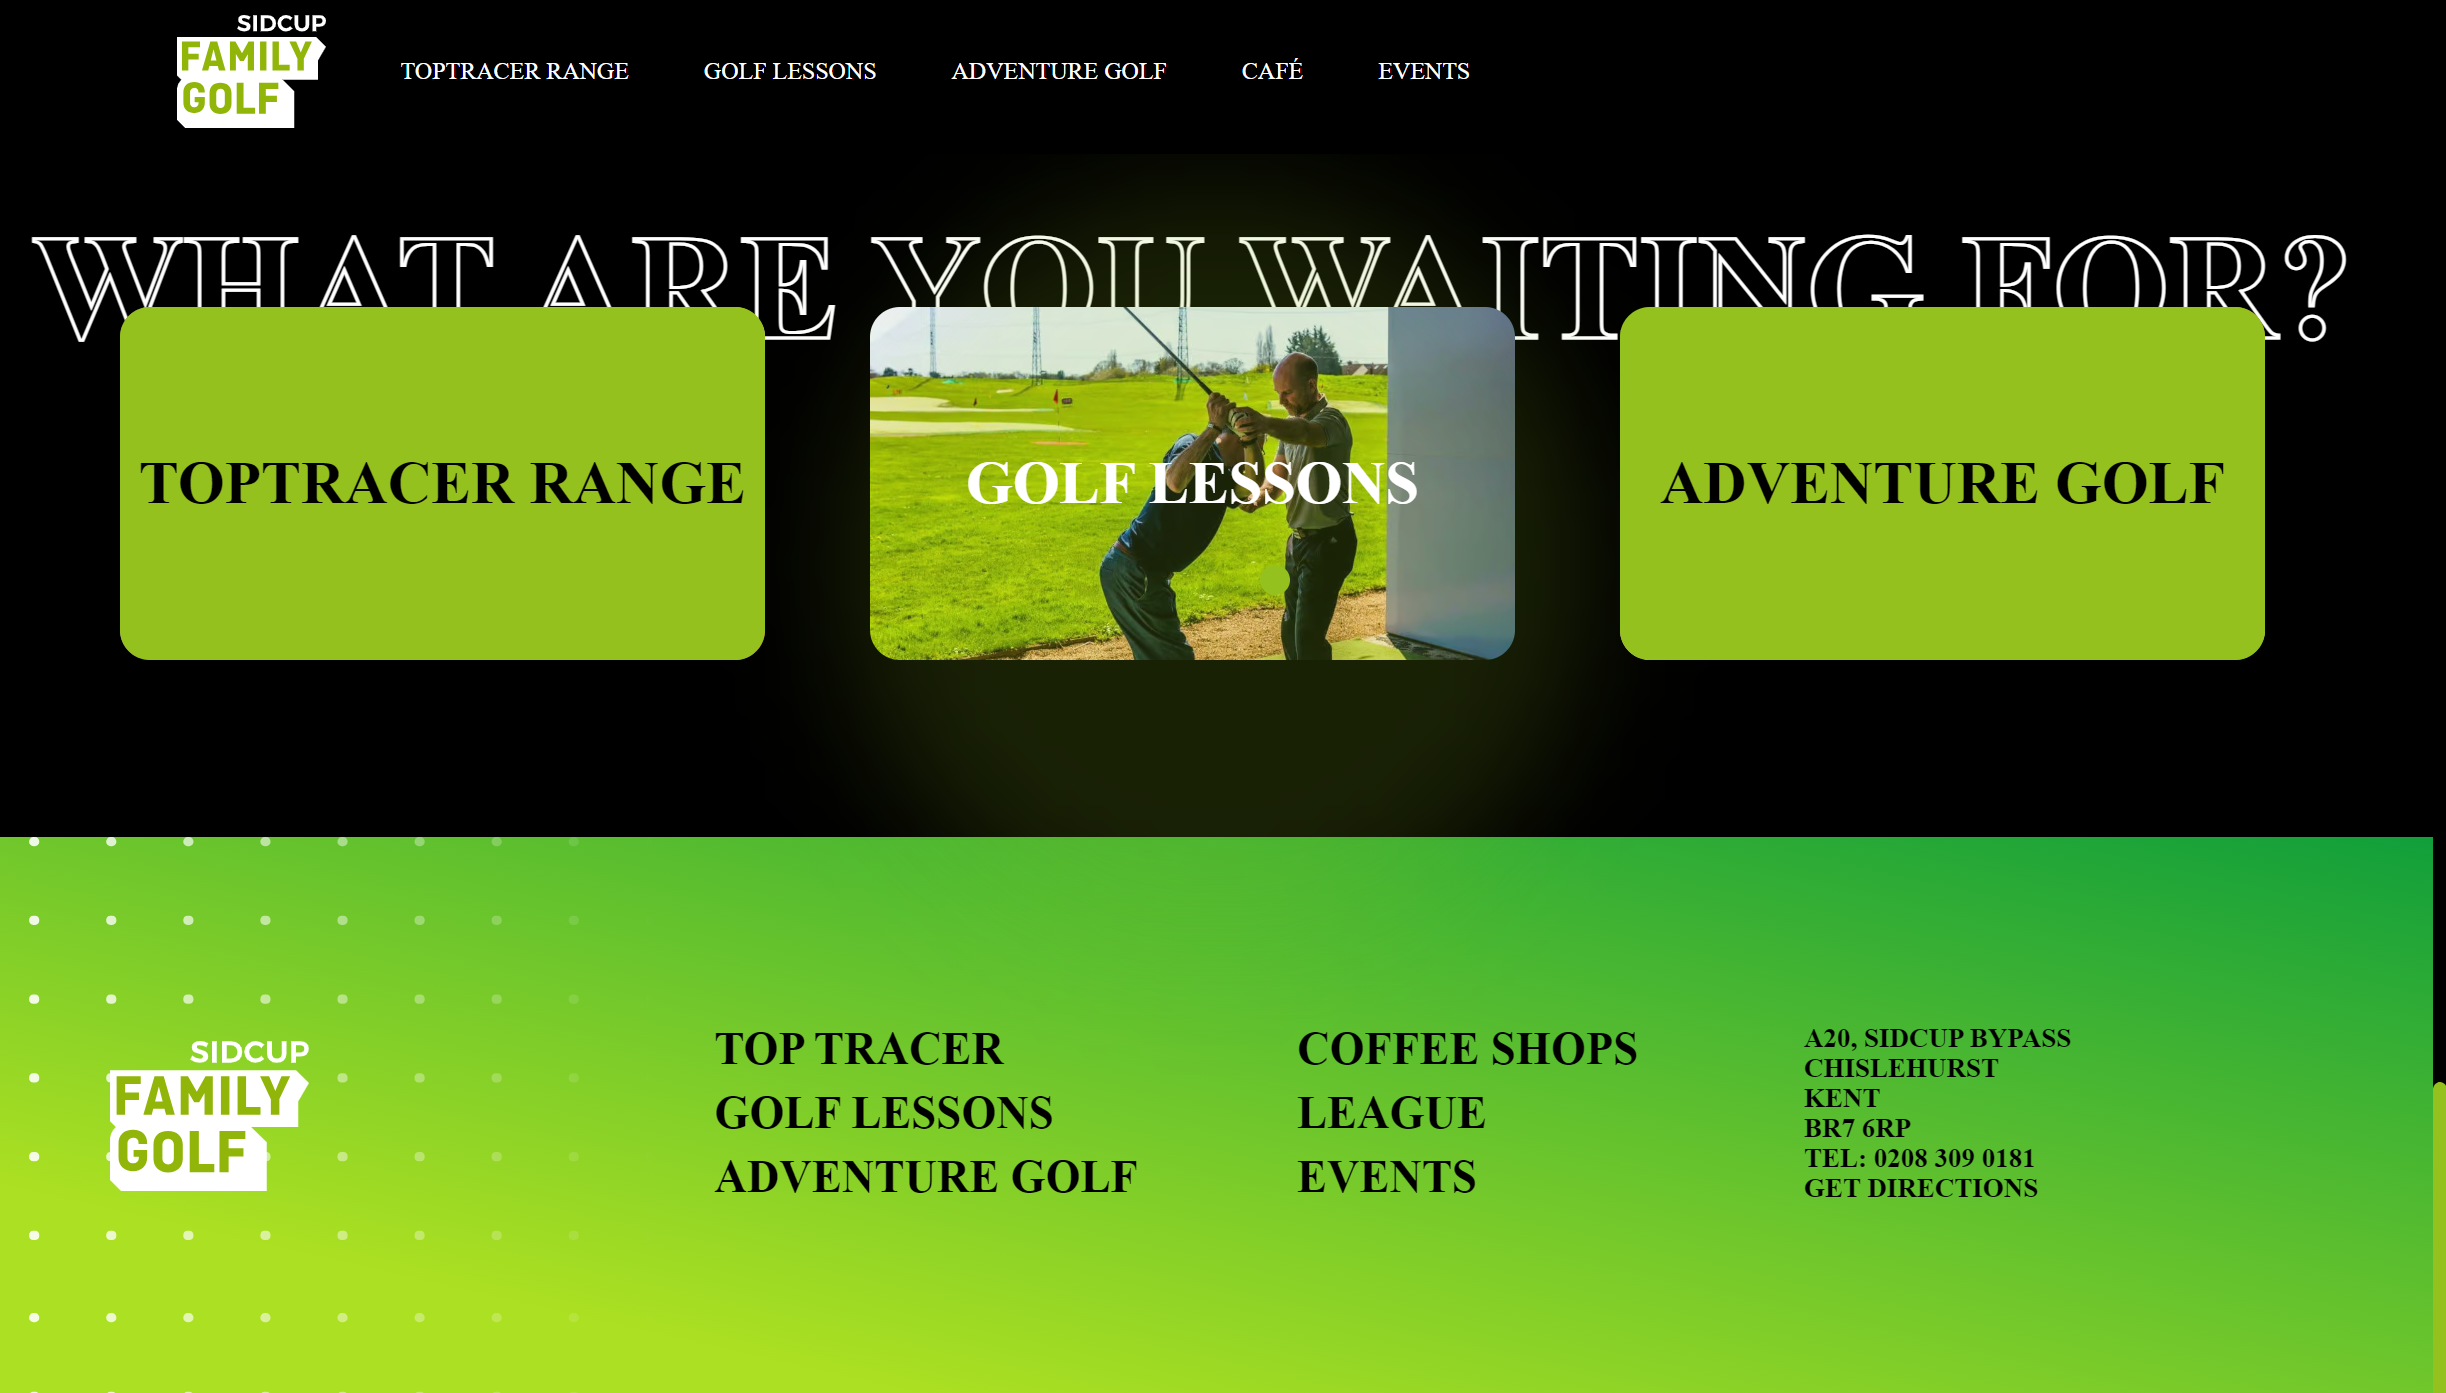 SIDCUP
FAMILY
GOLF
TOPTRACER RANGE
GOLF LESSONS
ADVENTURE GOLF
CAFÉ
EVENTS
WHAT ARE YOU WAITING FOR?
TOPTRACER RANGE
GOLF LESSONS
ADVENTURE GOLF
SIDCUP
FAMILY
GOLF
TOP TRACER
GOLF LESSONS
ADVENTURE GOLF
COFFEE SHOPS
LEAGUE
EVENTS
A20, SIDCUP BYPASS
CHISLEHURST
KENT
BR7 6RP
TEL: 0208 309 0181
GET DIRECTIONS